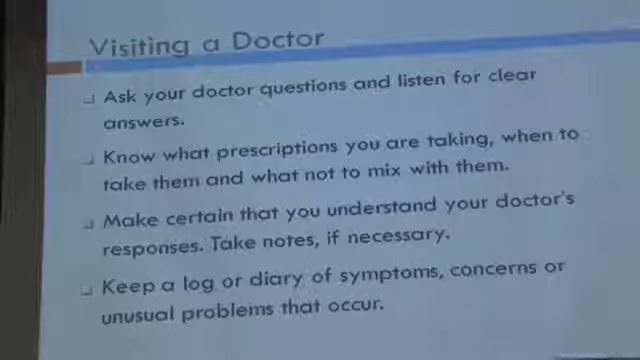 Visiting a Doctor
Ask your doctor questions and listen for clear
answers.
Know what prescriptions you are taking, when to
take them and what not to mix with them.
Make certain that you understand your doctor's
responses. Take notes, if necessary.
Keep a log or diary of symptoms, concerns or
unusual problems that occur.